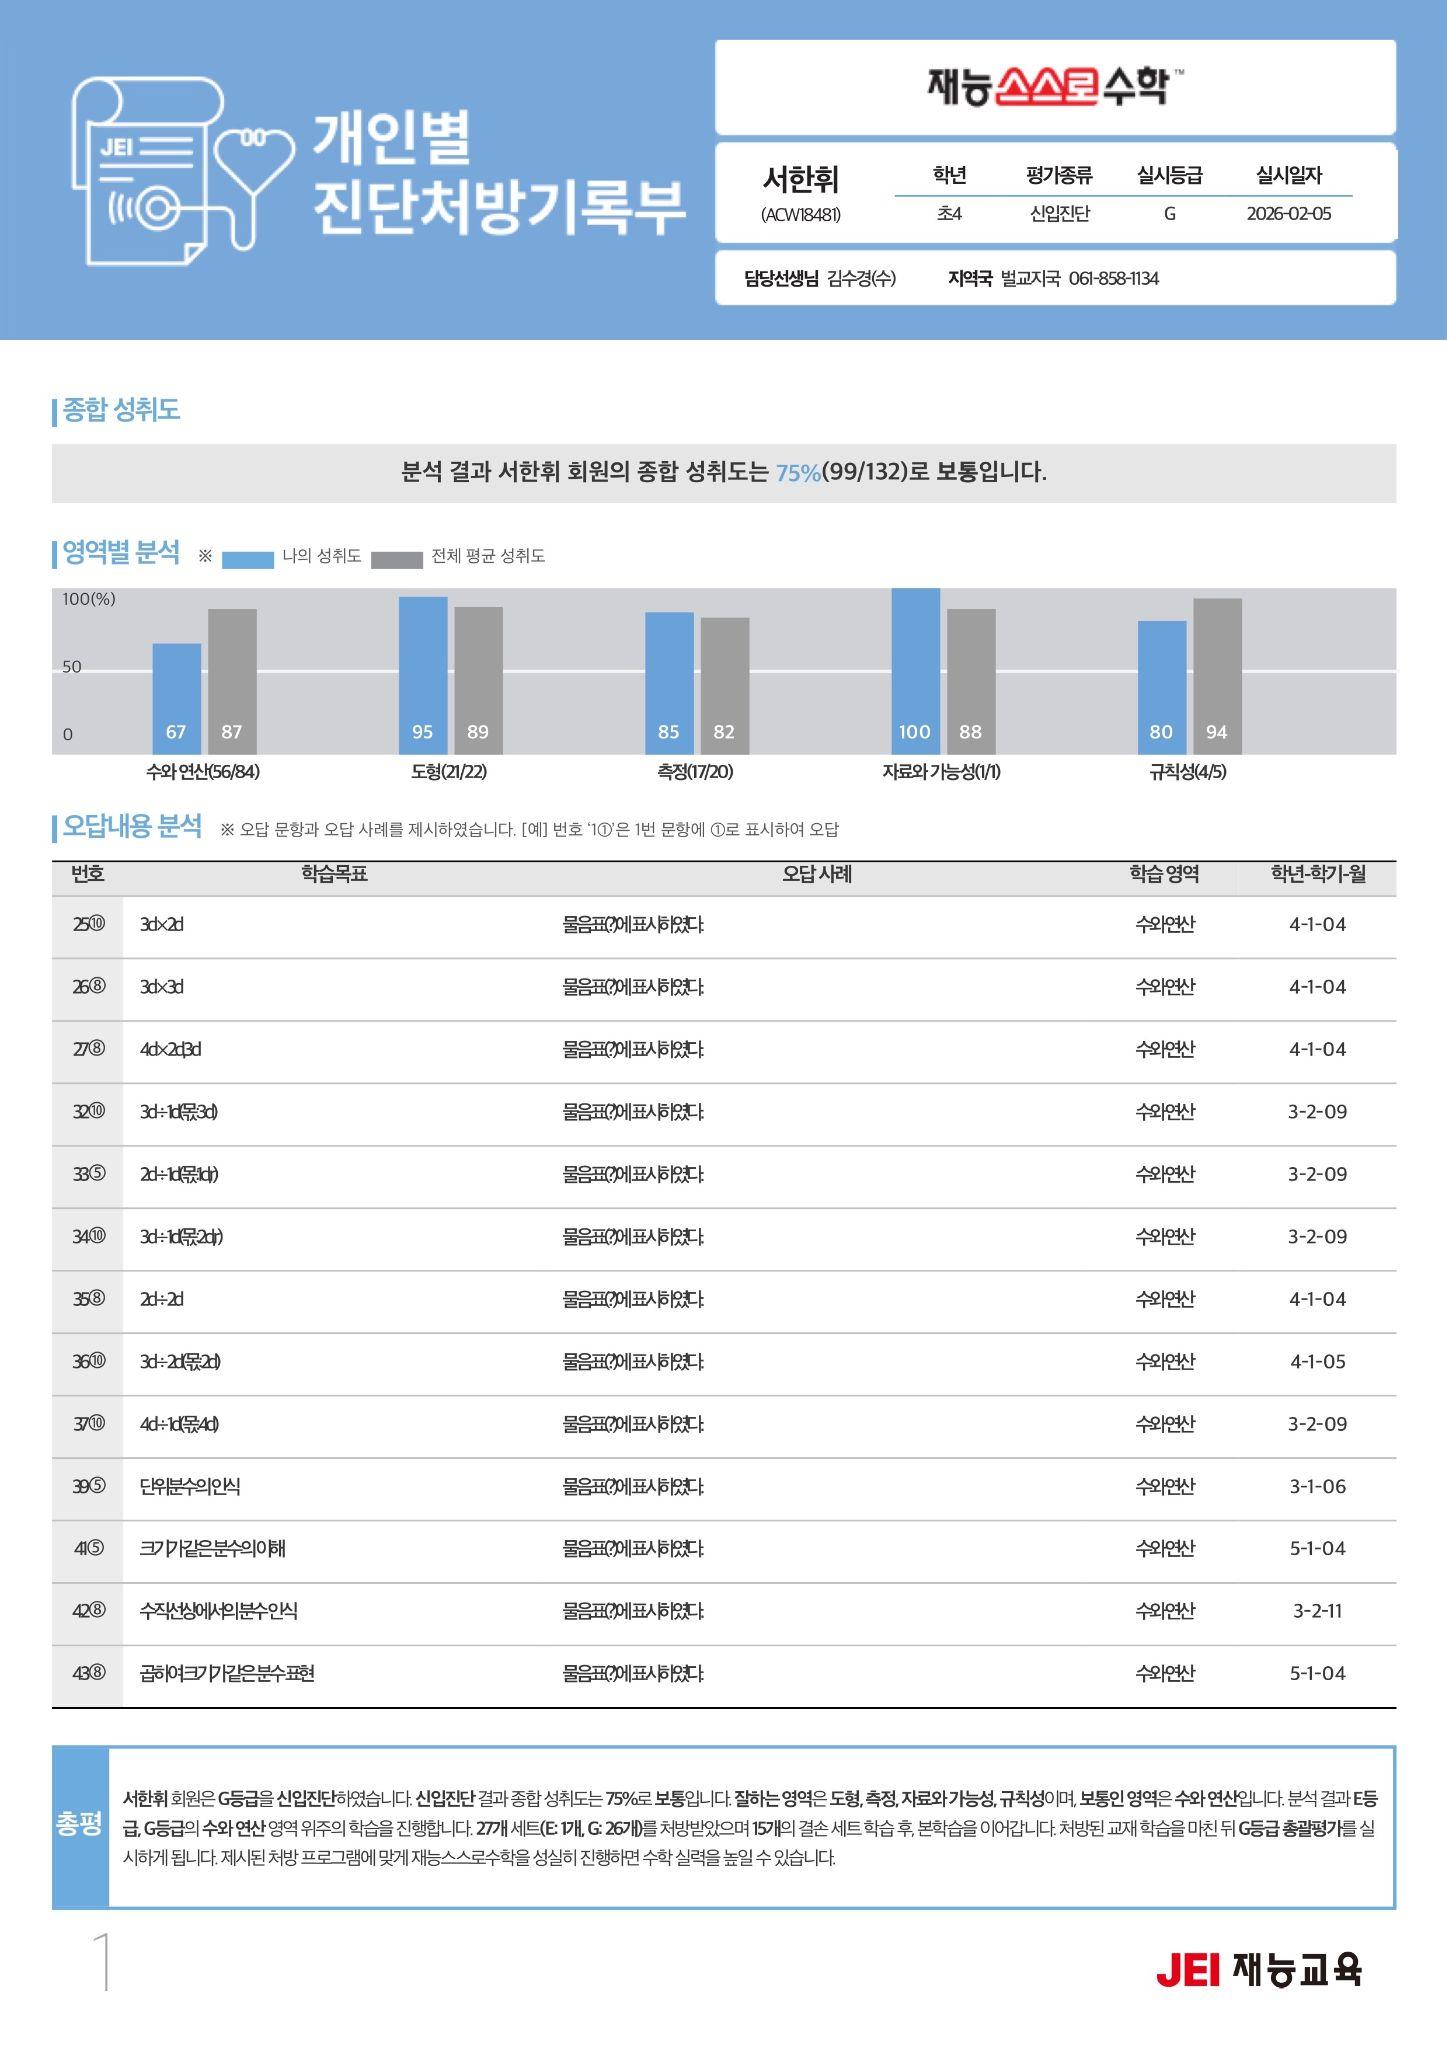 JEI
개인별
진단처방기록부
재능스스로수학™
서한휘
(ACW18481)
학년 평가종류 실시등급 실시일자
초4 신입진단 G 2026-02-05
담당선생님 김수경(수) 지역국 벌교지국 061-858-1134
종합 성취도
분석 결과 서한휘 회원의 종합 성취도는 75%(99/132)로 보통입니다.
영역별 분석 ※ 나의 성취도 전체 평균 성취도
100(%)
50
0
67 87 95 89 85 82 100 88 80 94
수와 연산(56/84) 도형(21/22) 측정(17/20) 자료와 가능성(1/1) 규칙성(4/5)
오답내용 분석 ※ 오답 문항과 오답 사례를 제시하였습니다. [예] 번호 ‘1①’은 1번 문항에 ①로 표시하여 오답
번호 학습목표 오답 사례 학습 영역 학년-학기-월
25⑩ 3d×2d 물음표(?)에 표시하였다. 수와연산 4-1-04
26⑧ 3d×3d 물음표(?)에 표시하였다. 수와연산 4-1-04
27⑧ 4d×2d,3d 물음표(?)에 표시하였다. 수와연산 4-1-04
32⑩ 3d÷1d(몫:3d) 물음표(?)에 표시하였다. 수와연산 3-2-09
33⑤ 2d÷1d(몫:1d,r) 물음표(?)에 표시하였다. 수와연산 3-2-09
34⑩ 3d÷1d(몫:2d,r) 물음표(?)에 표시하였다. 수와연산 3-2-09
35⑧ 2d÷2d 물음표(?)에 표시하였다. 수와연산 4-1-04
36⑩ 3d÷2d(몫:2d) 물음표(?)에 표시하였다. 수와연산 4-1-05
37⑩ 4d÷1d(몫:4d) 물음표(?)에 표시하였다. 수와연산 3-2-09
39⑤ 단위분수의 인식 물음표(?)에 표시하였다. 수와연산 3-1-06
41⑤ 크기가 같은 분수의 이해 물음표(?)에 표시하였다. 수와연산 5-1-04
42⑧ 수직선상에서의 분수 인식 물음표(?)에 표시하였다. 수와연산 3-2-11
43⑧ 곱하여 크기가 같은 분수 표현 물음표(?)에 표시하였다. 수와연산 5-1-04
총평
서한휘 회원은 G등급을 신입진단하였습니다. 신입진단 결과 종합 성취도는 75%로 보통입니다. 잘하는 영역은 도형, 측정, 자료와 가능성, 규칙성이며, 보통인 영역은 수와 연산입니다. 분석 결과 E등
급, G등급의 수와 연산 영역 위주의 학습을 진행합니다. 27개 세트(E: 1개, G: 26개)를 처방받았으며 15개의 결손 세트 학습 후, 본학습을 이어갑니다. 처방된 교재 학습을 마친 뒤 G등급 총괄평가를 실
시하게 됩니다. 제시된 처방 프로그램에 맞게 재능스스로수학을 성실히 진행하면 수학 실력을 높일 수 있습니다.
1
JEI 재능교육